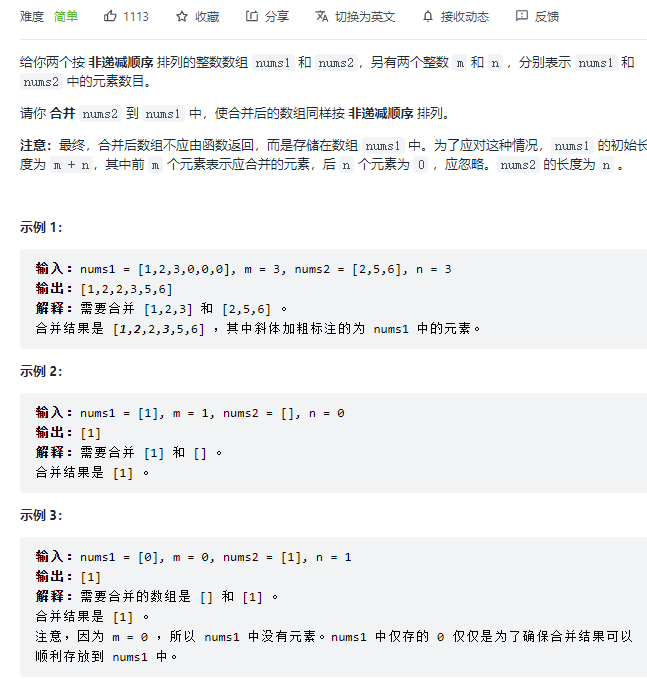 难度 简单 1113 收藏 分享 切换为英文 接收动态 反馈
给你两个按 非递减顺序 排列的整数数组 nums1 和 nums2，另有两个整数 m 和 n ，分别表示 nums1 和
nums2 中的元素数目。
请你 合并 nums2 到 nums1 中，使合并后的数组同样按 非递减顺序 排列。
注意：最终，合并后数组不应由函数返回，而是存储在数组 nums1 中。为了应对这种情况，nums1 的初始长
度为 m + n，其中前 m 个元素表示应合并的元素，后 n 个元素为 0 ，应忽略。nums2 的长度为 n 。
示例 1：
输入：nums1 = [1,2,3,0,0,0], m = 3, nums2 = [2,5,6], n = 3
输出：[1,2,2,3,5,6]
解释：需要合并 [1,2,3] 和 [2,5,6] 。
合并结果是 [1,2,2,3,5,6] ，其中斜体加粗标注的为 nums1 中的元素。
示例 2：
输入：nums1 = [1], m = 1, nums2 = [], n = 0
输出：[1]
解释：需要合并 [1] 和 [] 。
合并结果是 [1] 。
示例 3：
输入：nums1 = [0], m = 0, nums2 = [1], n = 1
输出：[1]
解释：需要合并的数组是 [] 和 [1] 。
合并结果是 [1] 。
注意，因为 m = 0 ，所以 nums1 中没有元素。nums1 中仅存的 0 仅仅是为了确保合并结果可以
顺利存放到 nums1 中。